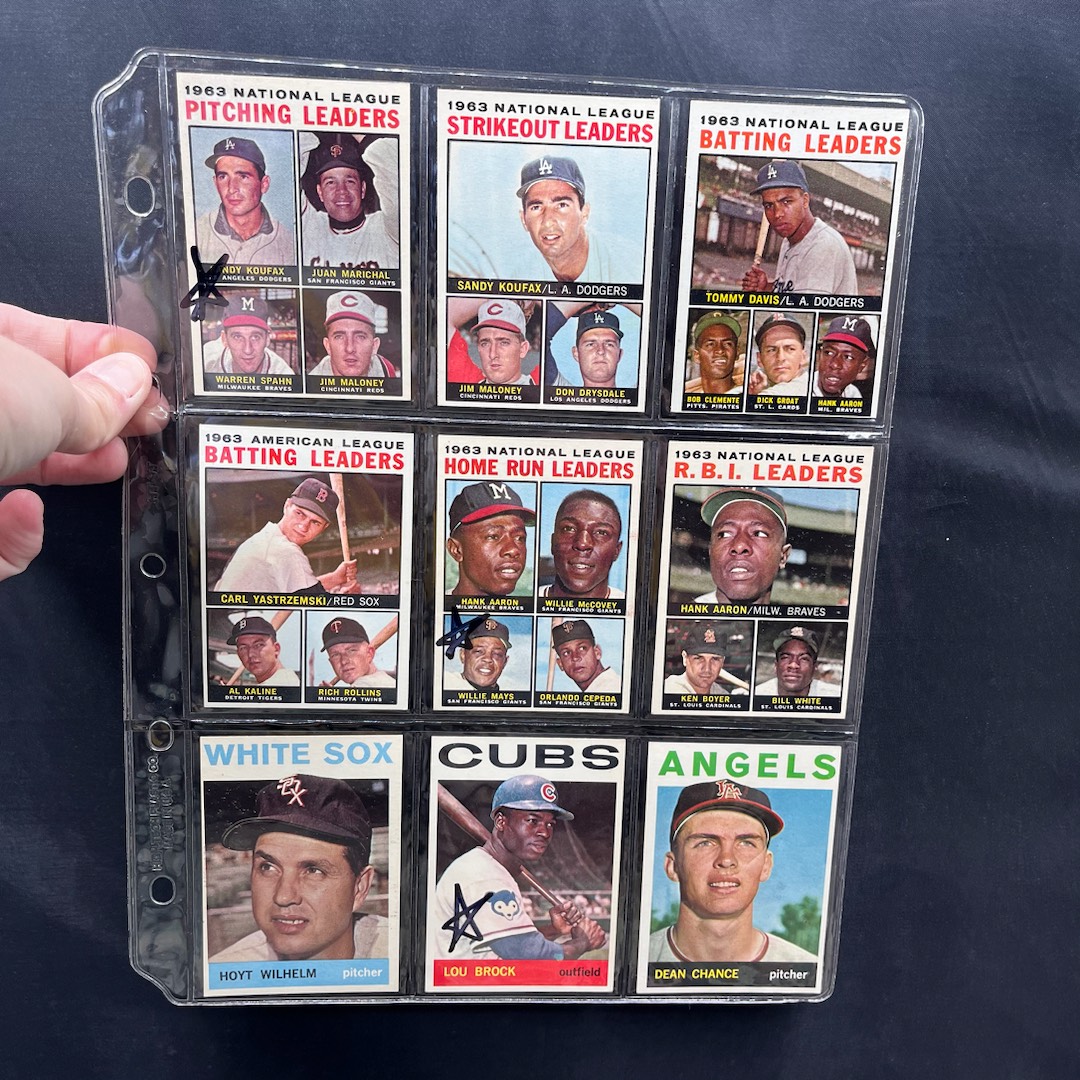 1963 NATIONAL LEAGUE
PITCHING LEADERS
NDY KOUFAX
ANGELES DODGERS
JUAN MARICHAL
SAN FRANCISCO GIANTS
WARREN SPAHN
MILWAUKEE BRAVES
JIM MALONEY
CINCINNATI REDS
1963 NATIONAL LEAGUE
STRIKEOUT LEADERS
SANDY KOUFAX/L. A. DODGERS
JIM MALONEY
CINCINNATI REDS
DON DRYSDALE
LOS ANGELES DODGERS
1963 NATIONAL LEAGUE
BATTING LEADERS
TOMMY DAVIS/L. A. DODGERS
BOB CLEMENTE
PITTS. PIRATES
DICK GROAT
ST. L. CARDS
HANK AARON
MIL. BRAVES
1963 AMERICAN LEAGUE
BATTING LEADERS
CARL YASTRZEMSKI/RED SOX
AL KALINE
DETROIT TIGERS
RICH ROLLINS
MINNESOTA TWINS
1963 NATIONAL LEAGUE
HOME RUN LEADERS
HANK AARON
MILWAUKEE BRAVES
WILLIE McCOVEY
SAN FRANCISCO GIANTS
WILLIE MAYS
SAN FRANCISCO GIANTS
ORLANDO CEPEDA
SAN FRANCISCO GIANTS
1963 NATIONAL LEAGUE
R.B.I. LEADERS
HANK AARON/MILW. BRAVES
KEN BOYER
ST. LOUIS CARDINALS
BILL WHITE
ST. LOUIS CARDINALS
WHITE SOX
HOYT WILHELM pitcher
CUBS
LOU BROCK outfield
ANGELS
DEAN CHANCE pitcher